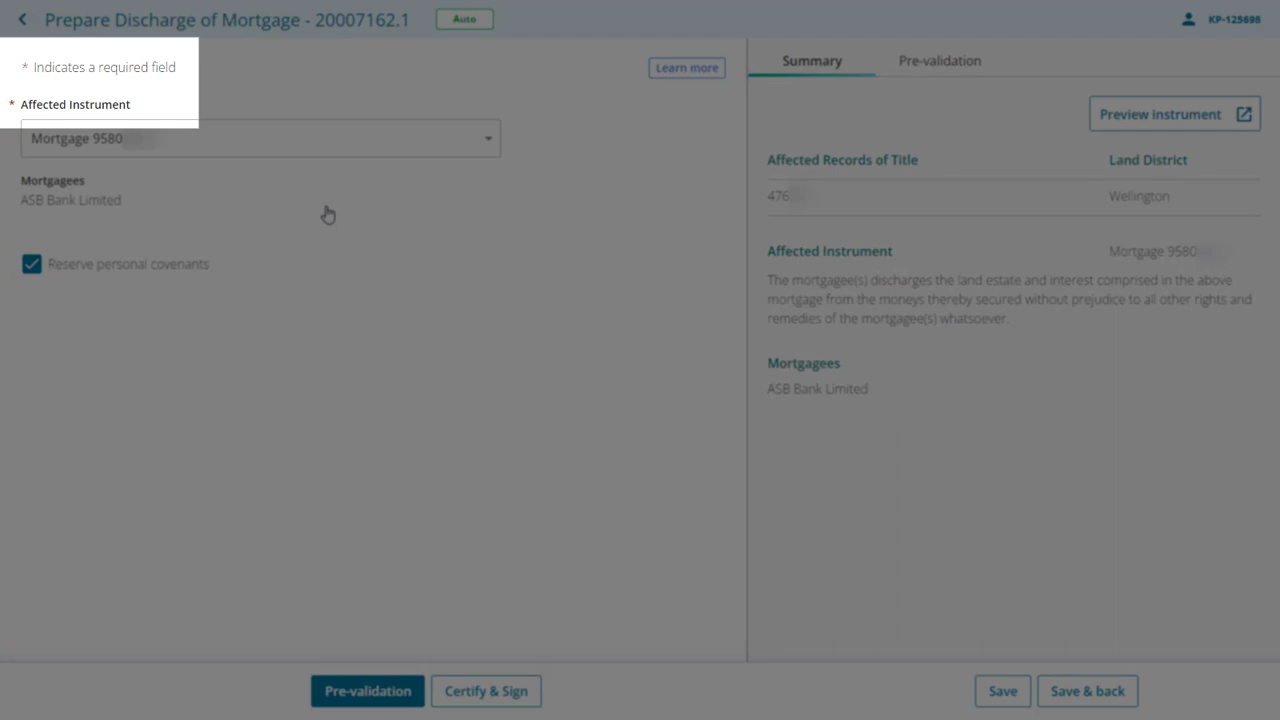 Prepare Discharge of Mortgage - 20007162.1
Auto
KP-125698
* Indicates a required field
Learn more
* Affected Instrument
Mortgage 9580
Mortgagees
ASB Bank Limited
Reserve personal covenants
Summary
Pre-validation
Preview instrument
Affected Records of Title Land District
476 Wellington
Affected Instrument Mortgage 9580
The mortgagee(s) discharges the land estate and interest comprised in the above
mortgage from the moneys thereby secured without prejudice to all other rights and
remedies of the mortgagee(s) whatsoever.
Mortgagees
ASB Bank Limited
Pre-validation
Certify & Sign
Save
Save & back